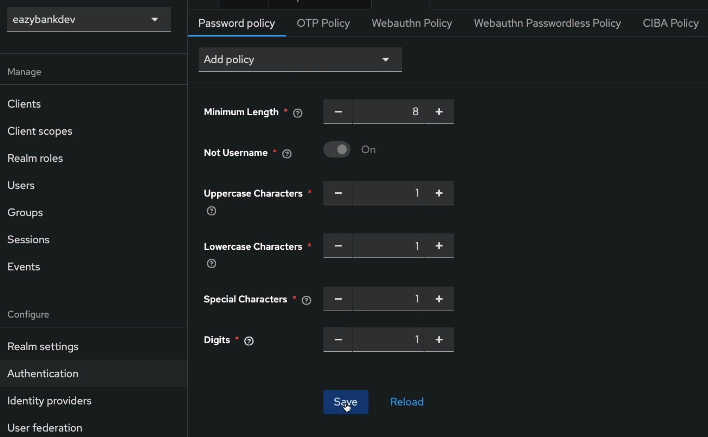 eazybankdev
Password policy
OTP Policy
Webauthn Policy
Webauthn Passwordless Policy
CIBA Policy
Add policy
Manage
Clients
Client scopes
Realm roles
Users
Groups
Sessions
Events
Configure
Realm settings
Authentication
Identity providers
User federation
Minimum Length * 8
Not Username * On
Uppercase Characters * 1
Lowercase Characters * 1
Special Characters * 1
Digits * 1
Save
Reload